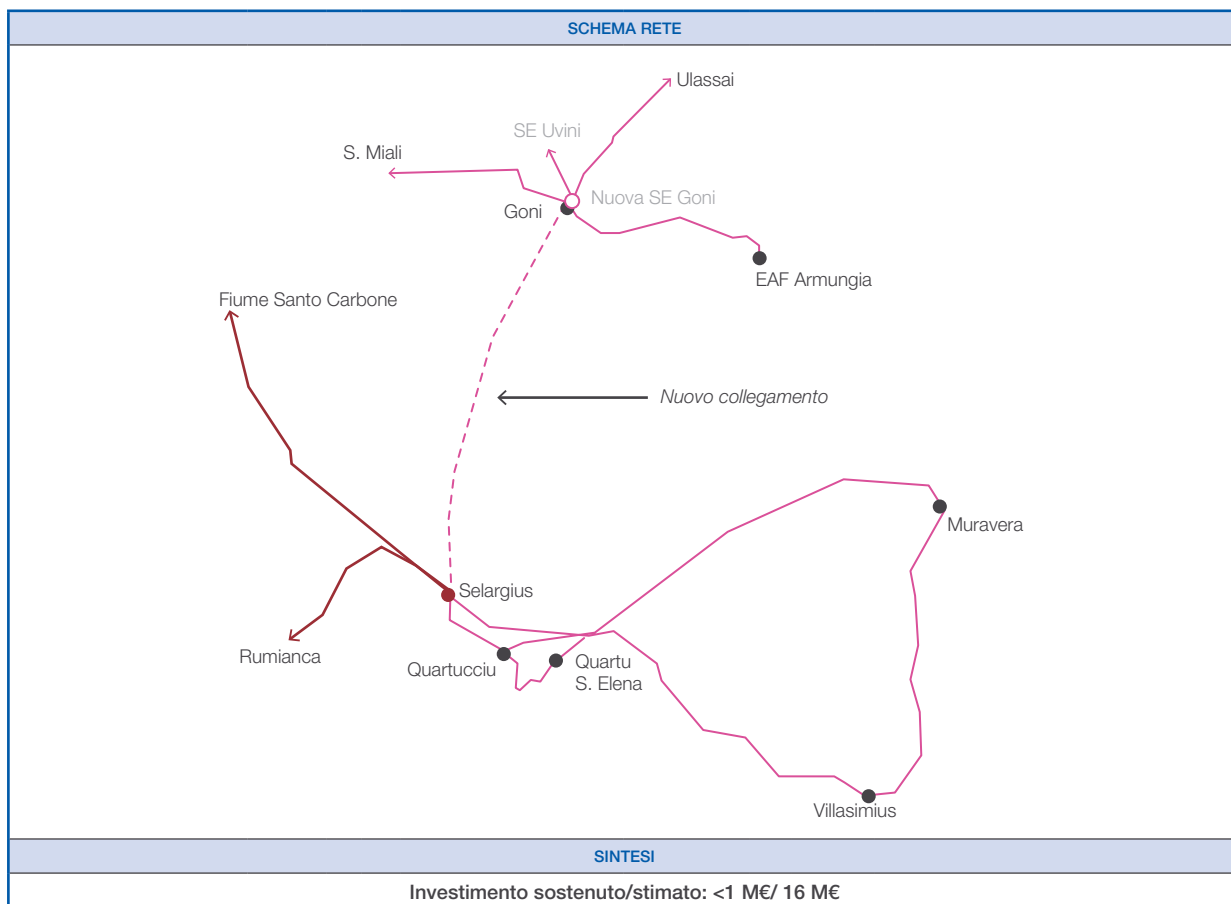 SCHEMA RETE
Ulassai
SE Uvini
S. Miali
Nuova SE Goni
Goni
EAF Armungia
Fiume Santo Carbone
Nuovo collegamento
Muravera
Selargius
Rumianca
Quartucciu
Quartu
S. Elena
Villasimius
SINTESI
Investimento sostenuto/stimato: <1 M€/ 16 M€